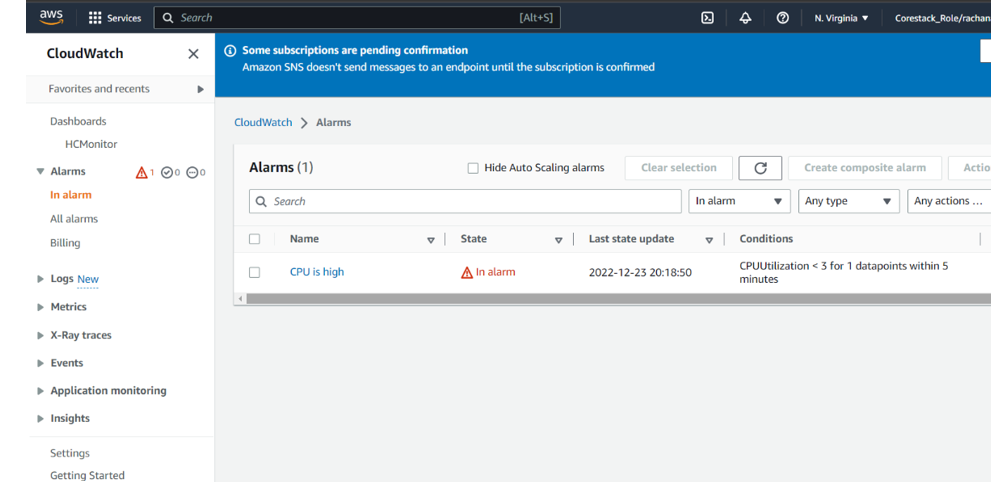 aws
Services
Search
[Alt+S]
N. Virginia
Corestack_Role/rachan
CloudWatch
Favorites and recents
Dashboards
HCMonitor
Alarms 1 0 0
In alarm
All alarms
Billing
Logs New
Metrics
X-Ray traces
Events
Application monitoring
Insights
Settings
Getting Started
Some subscriptions are pending confirmation
Amazon SNS doesn't send messages to an endpoint until the subscription is confirmed
CloudWatch Alarms
Alarms (1)
Hide Auto Scaling alarms
Clear selection
Create composite alarm
Actio
Search
In alarm
Any type
Any actions ...
Name State Last state update Conditions
CPU is high In alarm 2022-12-23 20:18:50 CPUUtilization < 3 for 1 datapoints within 5
minutes